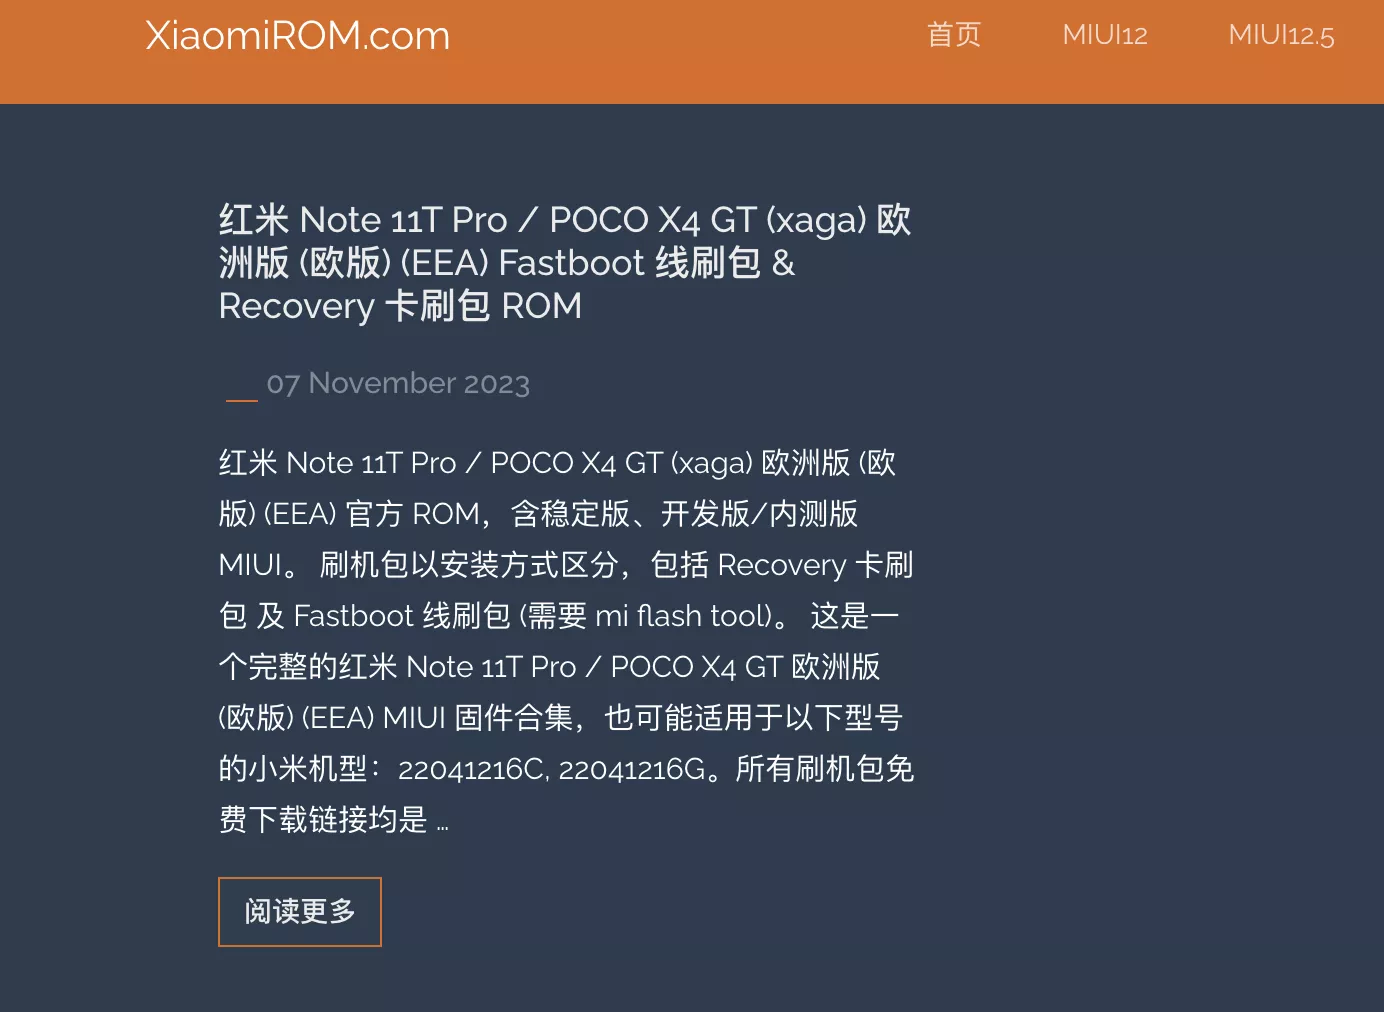 XiaomiROM.com
首页
MIUI12
MIUI12.5
红米 Note 11T Pro / POCO X4 GT (xaga) 欧
洲版 (欧版) (EEA) Fastboot 线刷包 &
Recovery 卡刷包 ROM
07 November 2023
红米 Note 11T Pro / POCO X4 GT (xaga) 欧洲版 (欧
版) (EEA) 官方 ROM，含稳定版、开发版/内测版
MIUI。 刷机包以安装方式区分，包括 Recovery 卡刷
包 及 Fastboot 线刷包 (需要 mi flash tool)。 这是一
个完整的红米 Note 11T Pro / POCO X4 GT 欧洲版
(欧版) (EEA) MIUI 固件合集，也可能适用于以下型号
的小米机型：22041216C, 22041216G。所有刷机包免
费下载链接均是 ...
阅读更多